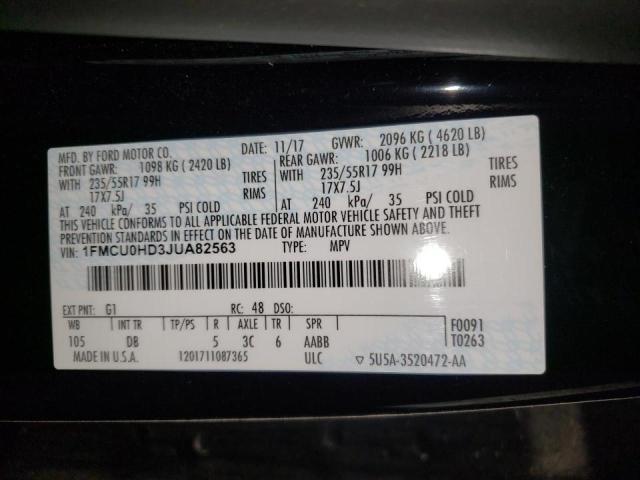 MFD. BY FORD MOTOR CO.
DATE: 11/17 GVWR: 2096 KG ( 4620 LB)
FRONT GAWR: 1098 KG ( 2420 LB) REAR GAWR: 1006 KG ( 2218 LB)
WITH 235/55R17 99H TIRES WITH 235/55R17 99H TIRES
17X7.5J RIMS 17X7.5J RIMS
AT 240 kPa/ 35 PSI COLD AT 240 kPa/ 35 PSI COLD
THIS VEHICLE CONFORMS TO ALL APPLICABLE FEDERAL MOTOR VEHICLE SAFETY AND THEFT
PREVENTION STANDARDS IN EFFECT ON THE DATE OF MANUFACTURE SHOWN ABOVE.
VIN: 1FMCU0HD3JUA82563 TYPE: MPV
EXT PNT: G1 RC: 48 DSO:
WB INT TR TP/PS R AXLE TR SPR F0091
105 DB 5 3C 6 AABB T0263
MADE IN U.S.A. 1201711087365 ULC ▽ 5U5A-3520472-AA